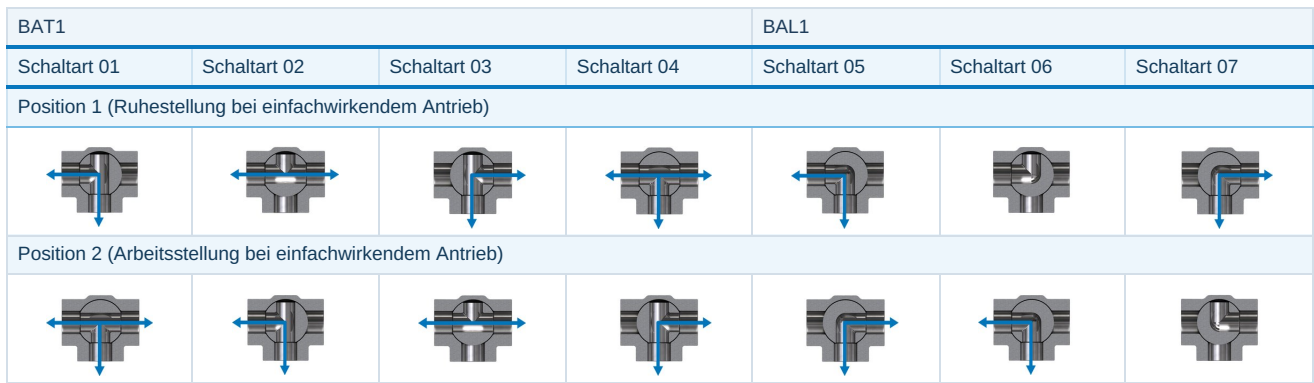 BAT1 BAL1
Schaltart 01 Schaltart 02 Schaltart 03 Schaltart 04 Schaltart 05 Schaltart 06 Schaltart 07
Position 1 (Ruhestellung bei einfachwirkendem Antrieb)
Position 2 (Arbeitsstellung bei einfachwirkendem Antrieb)